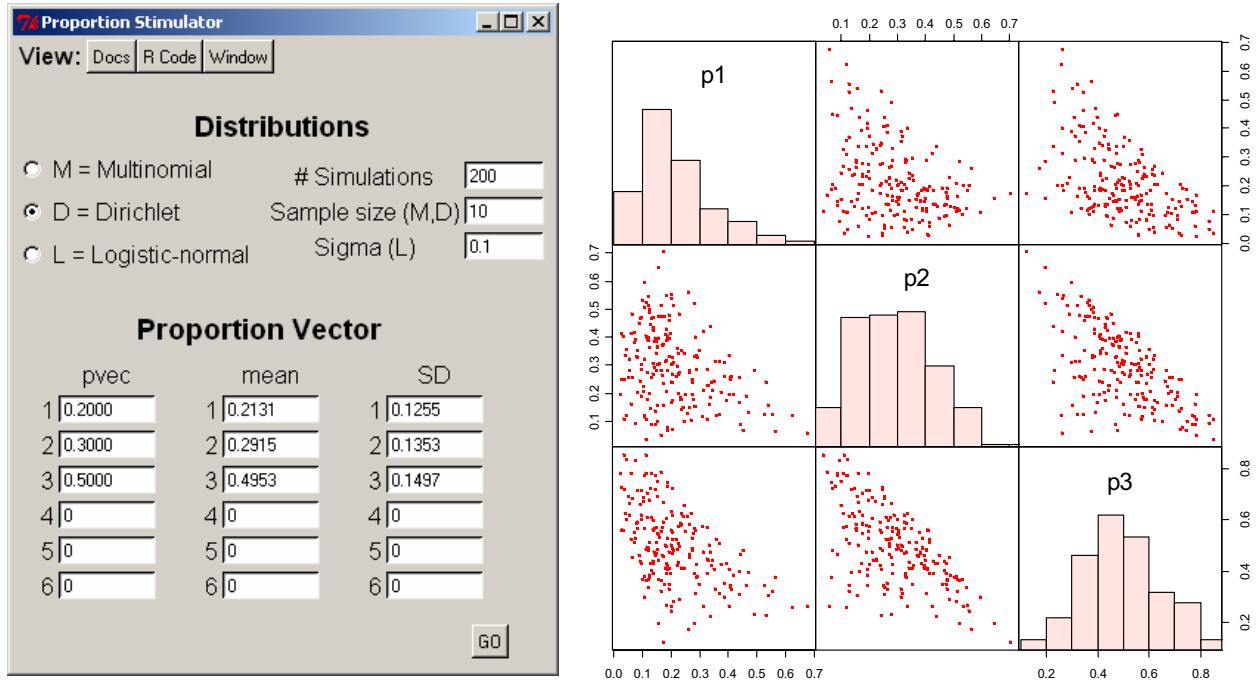 Proportion Stimulator
View: Docs R Code Window
Distributions
M = Multinomial
D = Dirichlet
L = Logistic-normal
# Simulations 200
Sample size (M,D) 10
Sigma (L) 0.1
Proportion Vector
pvec mean SD
1 0.2000 1 0.2131 1 0.1255
2 0.3000 2 0.2915 2 0.1353
3 0.5000 3 0.4953 3 0.1497
4 0 4 0 4 0
5 0 5 0 5 0
6 0 6 0 6 0
GO
0.1 0.2 0.3 0.4 0.5 0.6 0.7
p1
0.0 0.1 0.2 0.3 0.4 0.5 0.6 0.7
0.1 0.2 0.3 0.4 0.5 0.6 0.7
p2
p3
0.2 0.4 0.6 0.8
0.0 0.1 0.2 0.3 0.4 0.5 0.6 0.7
0.2 0.4 0.6 0.8